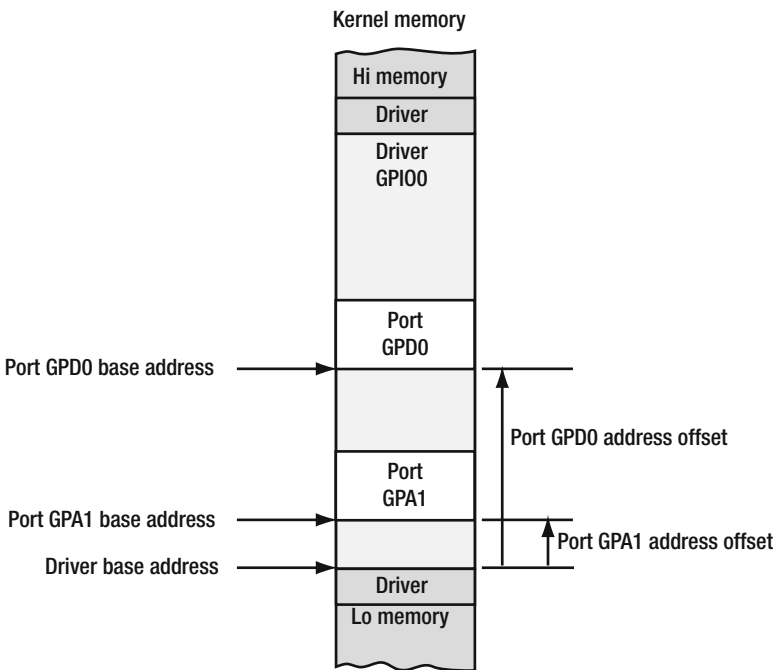 Kernel memory
Hi memory
Driver
Driver
GPIO0
Port
GPD0
Port GPD0 base address
Port GPD0 address offset
Port
GPA1
Port GPA1 base address
Port GPA1 address offset
Driver base address
Driver
Lo memory